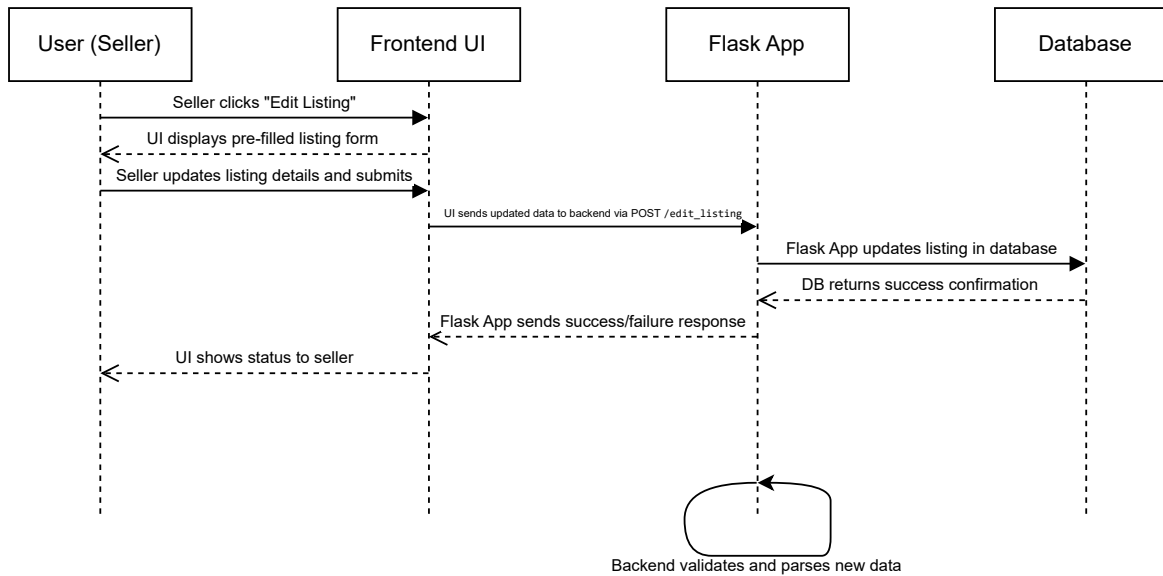 User (Seller)
Frontend UI
Flask App
Database
Seller clicks "Edit Listing"
UI displays pre-filled listing form
Seller updates listing details and submits
UI sends updated data to backend via POST /edit_listing
Flask App updates listing in database
DB returns success confirmation
Flask App sends success/failure response
UI shows status to seller
Backend validates and parses new data